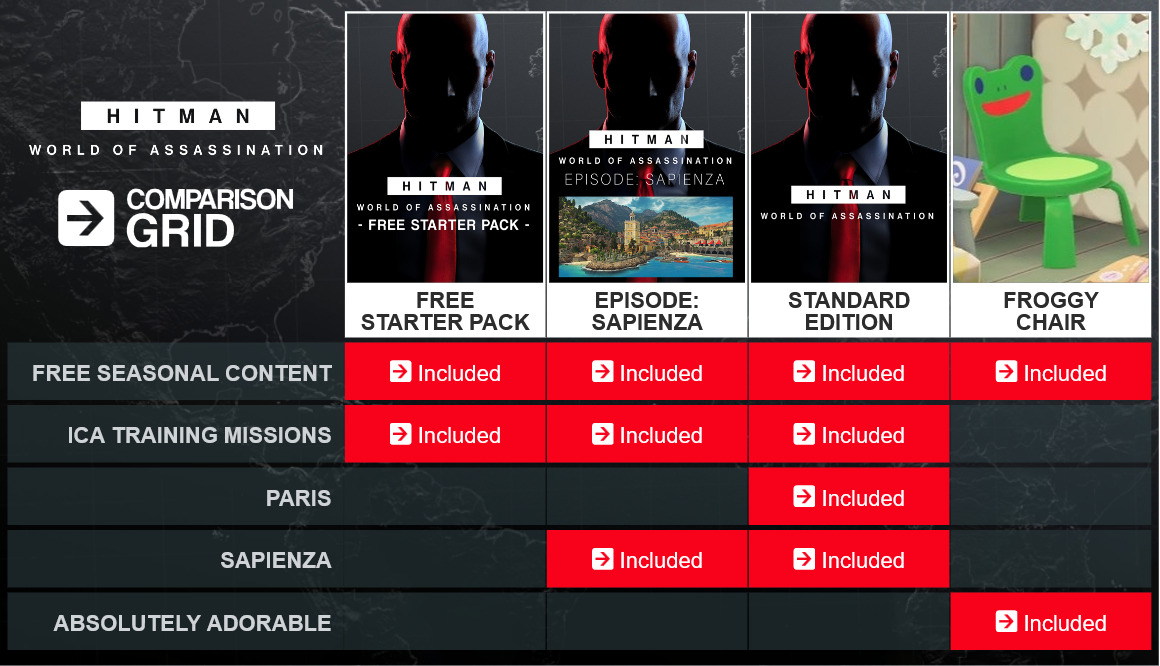 HITMAN
WORLD OF ASSASSINATION
COMPARISON
GRID
HITMAN
WORLD OF ASSASSINATION
- FREE STARTER PACK -
HITMAN
WORLD OF ASSASSINATION
EPISODE: SAPIENZA
HITMAN
WORLD OF ASSASSINATION
FREE
STARTER PACK
EPISODE:
SAPIENZA
STANDARD
EDITION
FROGGY
CHAIR
FREE SEASONAL CONTENT Included Included Included Included
ICA TRAINING MISSIONS Included Included Included
PARIS Included
SAPIENZA Included Included
ABSOLUTELY ADORABLE Included